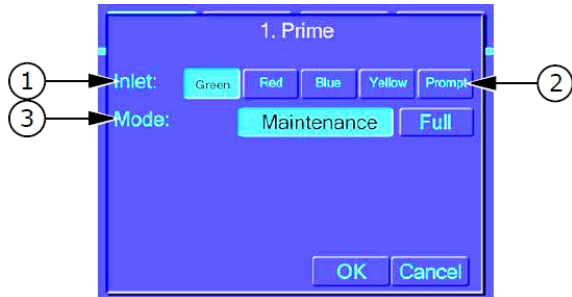 1. Prime
1 Inlet: Green Red Blue Yellow Prompt 2
3 Mode: Maintenance Full
OK Cancel